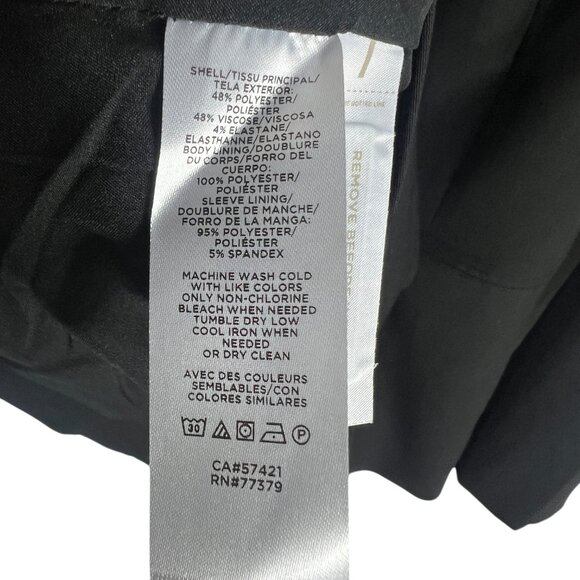 SHELL/TISSU PRINCIPAL/
TELA EXTERIOR:
48% POLYESTER/
POLIÉSTER
48% VISCOSE/VISCOSA
4% ELASTANE/
ELASTHANNE/ELASTANO
BODY LINING/DOUBLURE
DU CORPS/FORRO DEL
CUERPO:
100% POLYESTER/
POLIÉSTER
SLEEVE LINING/
DOUBLURE DE MANCHE/
FORRO DE LA MANGA:
95% POLYESTER/
POLIÉSTER
5% SPANDEX
MACHINE WASH COLD
WITH LIKE COLORS
ONLY NON-CHLORINE
BLEACH WHEN NEEDED
TUMBLE DRY LOW
COOL IRON WHEN
NEEDED
OR DRY CLEAN
AVEC DES COULEURS
SEMBLABLES/CON
COLORES SIMILARES
30 P
CA#57421
RN#77379
DOTTED LINE
REMOVE